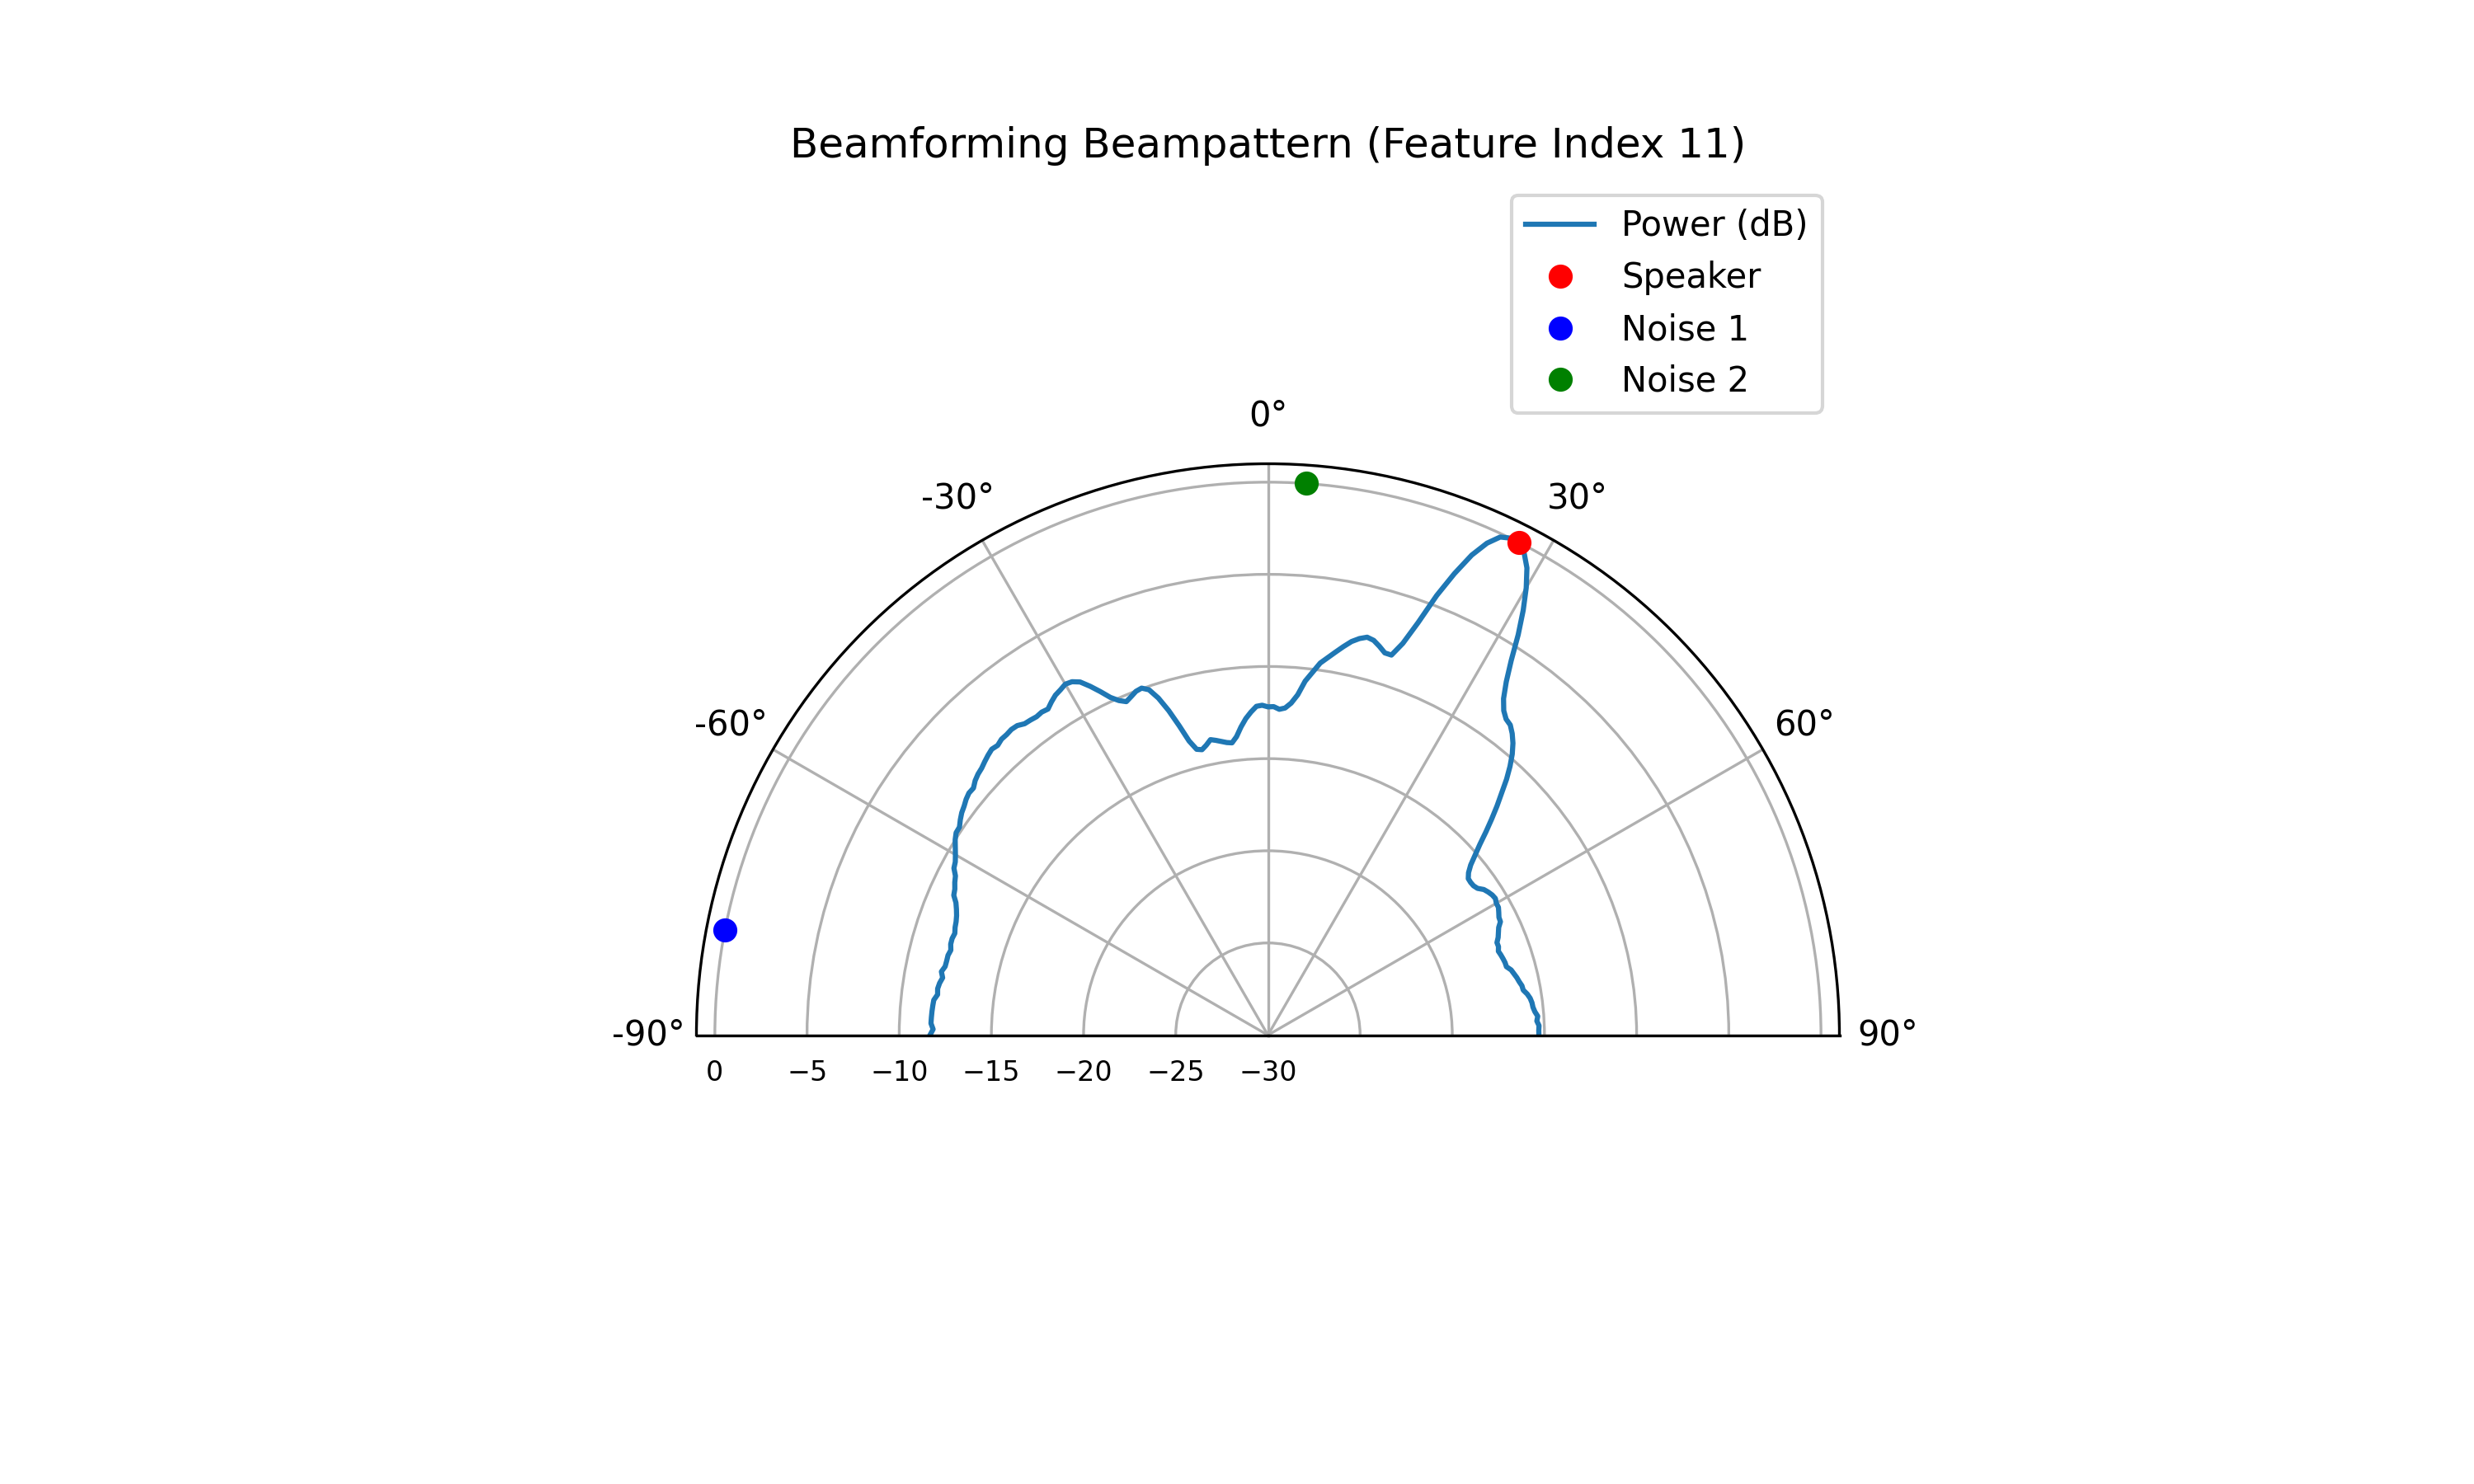 Beamforming Beampattern (Feature Index 11)
Power (dB)
Speaker
Noise 1
Noise 2
0°
-30°
30°
-60°
60°
-90°
90°
0
−5
−10
−15
−20
−25
−30